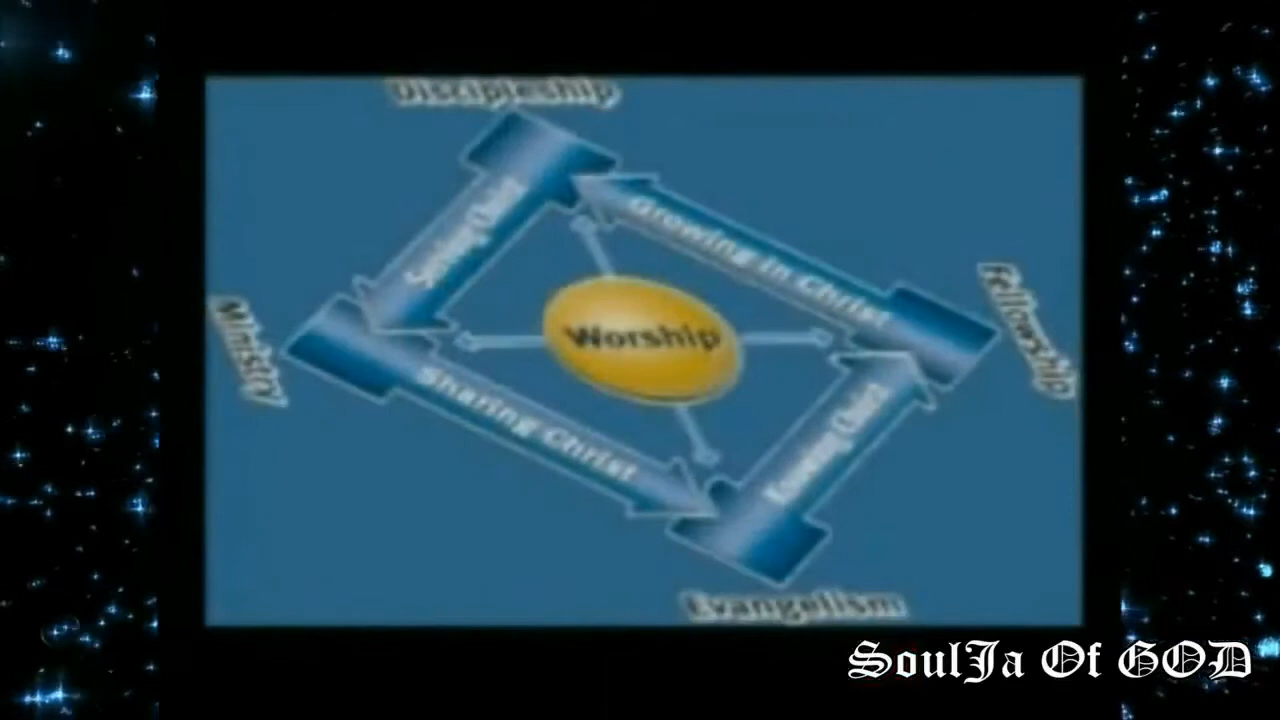 Discipleship
Growing in Christ
Fellowship
Ministry
Worship
Sharing Christ
Evangelism
SoulJa Of GOD